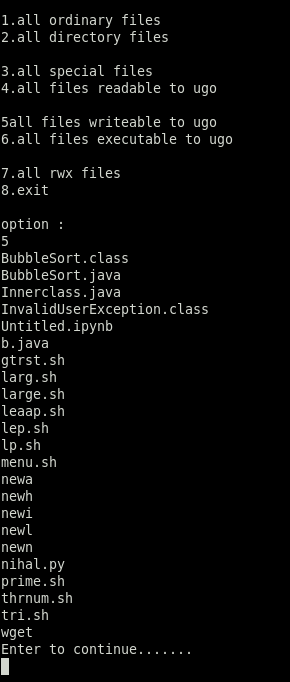 1.all ordinary files
2.all directory files
3.all special files
4.all files readable to ugo
5all files writeable to ugo
6.all files executable to ugo
7.all rwx files
8.exit
option :
5
BubbleSort.class
BubbleSort.java
Innerclass.java
InvalidUserException.class
Untitled.ipynb
b.java
gtrst.sh
larg.sh
large.sh
leaap.sh
lep.sh
lp.sh
menu.sh
newa
newh
newi
newl
newn
nihal.py
prime.sh
thrnum.sh
tri.sh
wget
Enter to continue.......